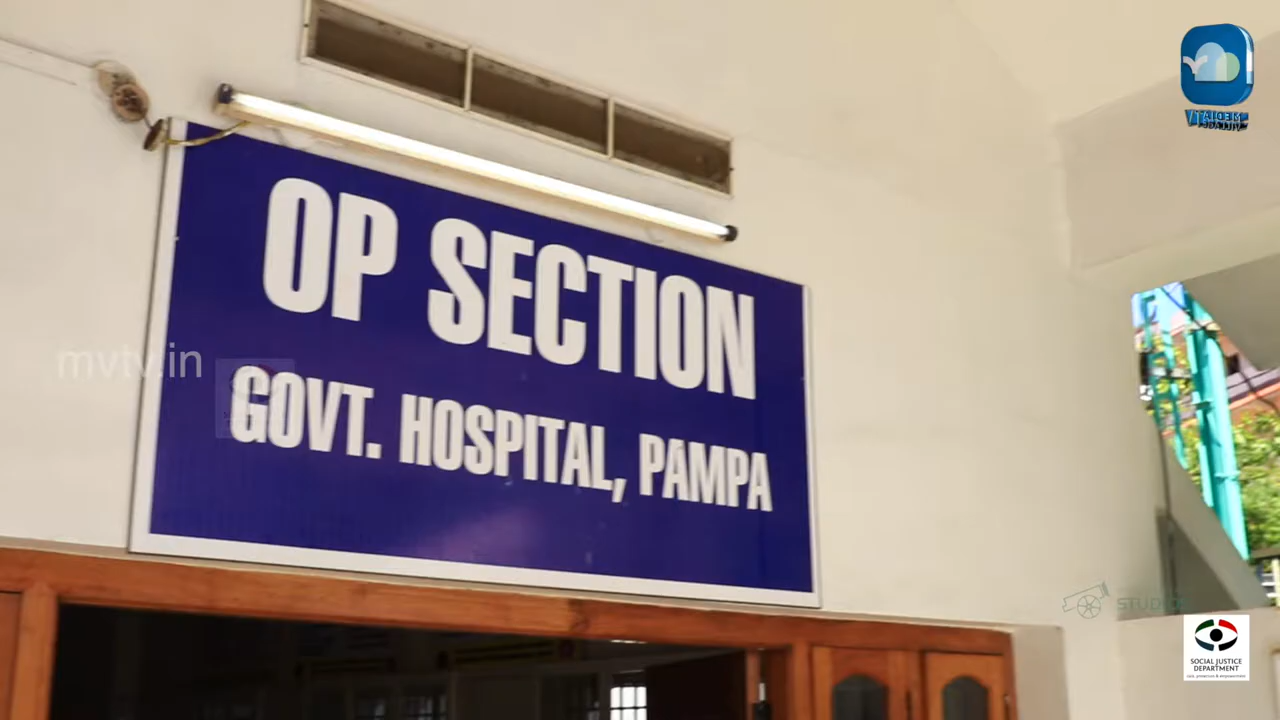 OP SECTION
GOVT. HOSPITAL, PAMPA
mvtv.in
SOCIAL JUSTICE
DEPARTMENT